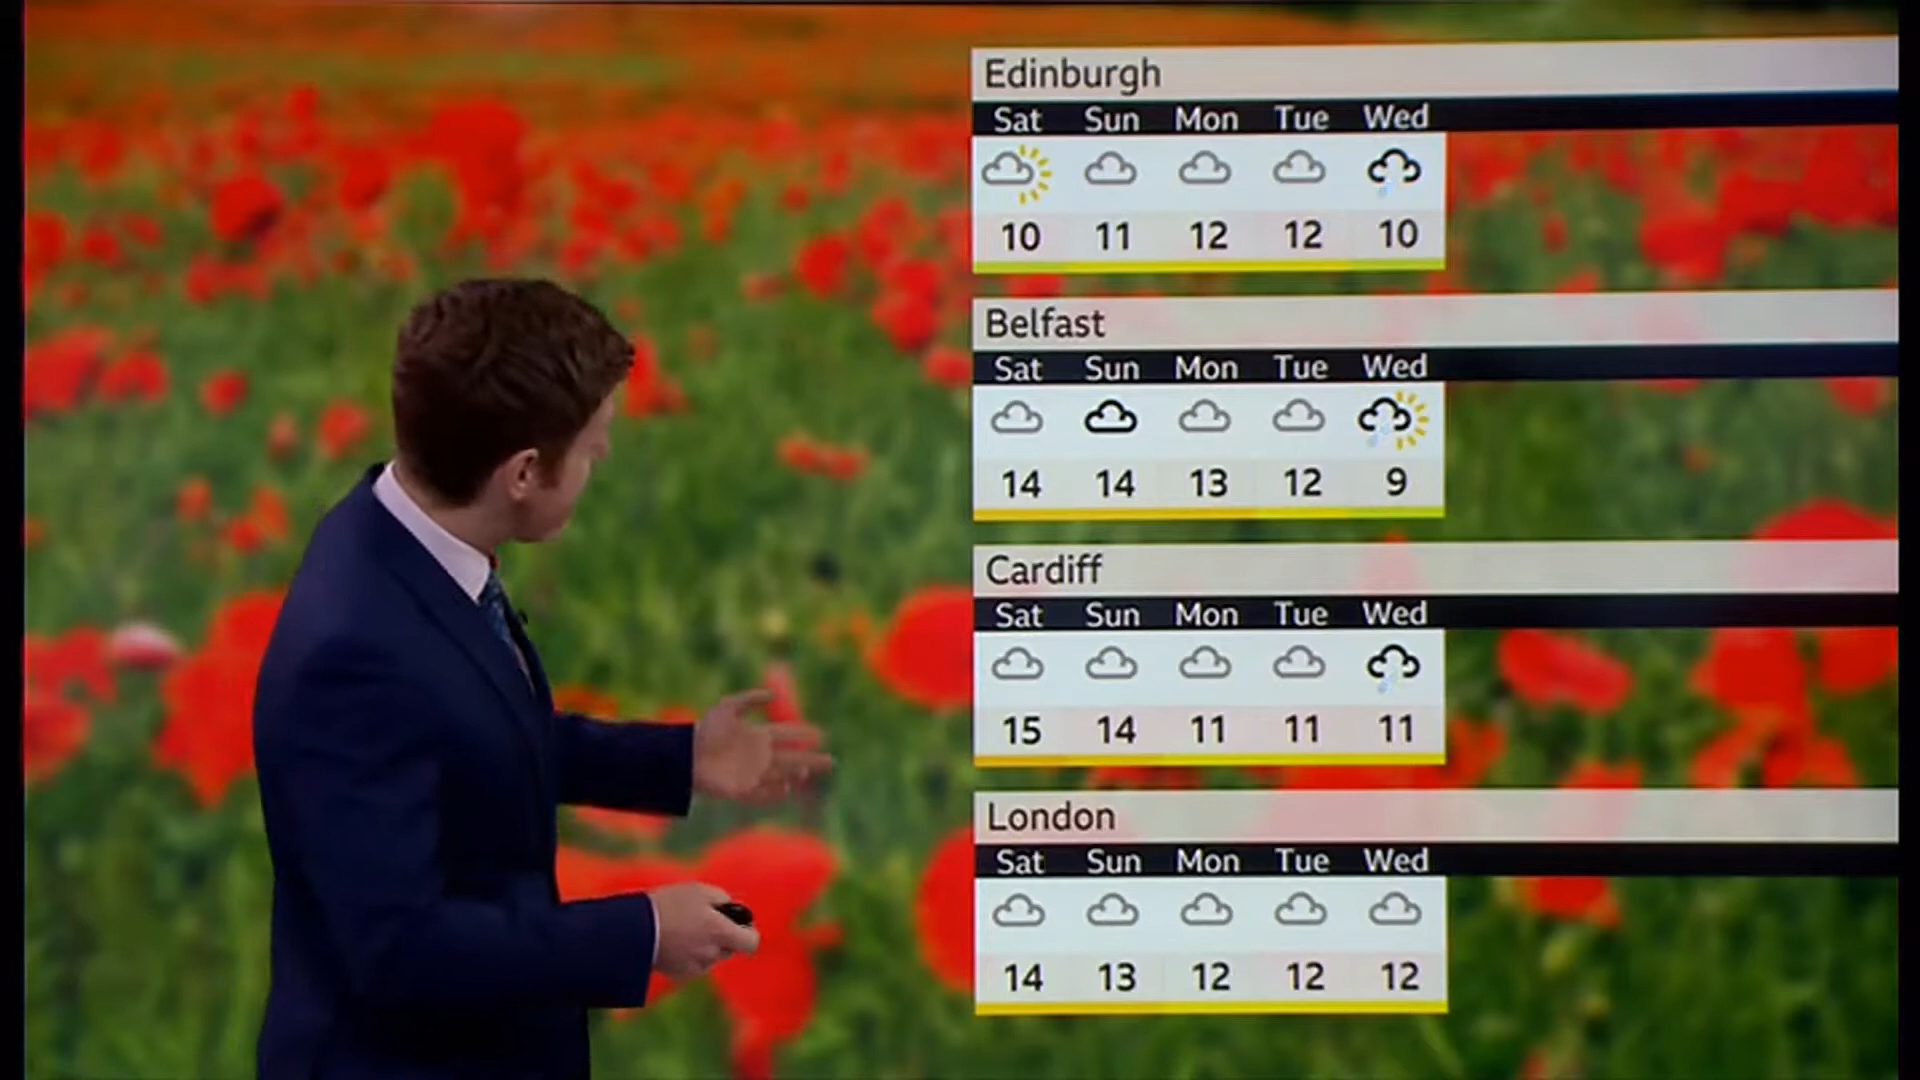 Edinburgh
Sat Sun Mon Tue Wed
10 11 12 12 10
Belfast
Sat Sun Mon Tue Wed
14 14 13 12 9
Cardiff
Sat Sun Mon Tue Wed
15 14 11 11 11
London
Sat Sun Mon Tue Wed
14 13 12 12 12